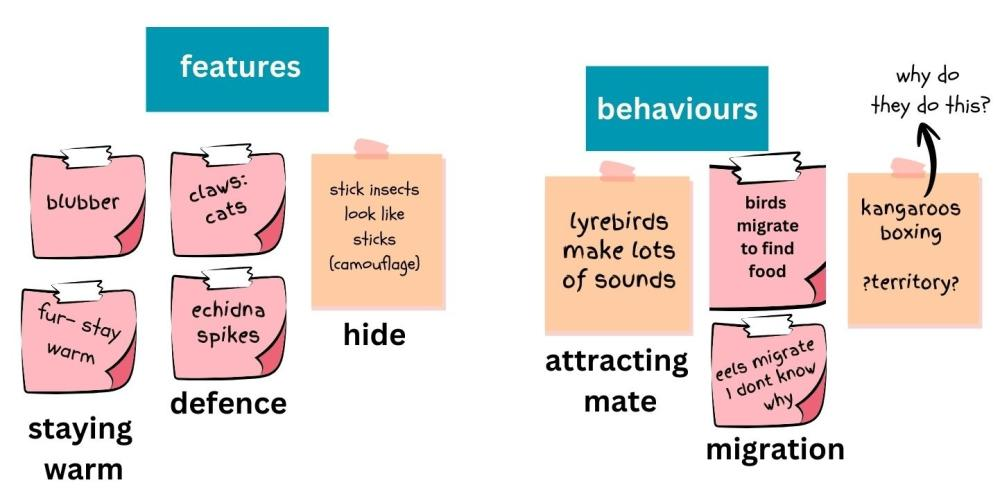 features
blubber
claws:
cats
stick insects
look like
sticks
(camouflage)
fur- stay
warm
echidna
spikes
hide
defence
staying
warm
behaviours
why do
they do this?
lyrebirds
make lots
of sounds
birds
migrate
to find
food
kangaroos
boxing
?territory?
attracting
mate
eels migrate
I dont know
why
migration